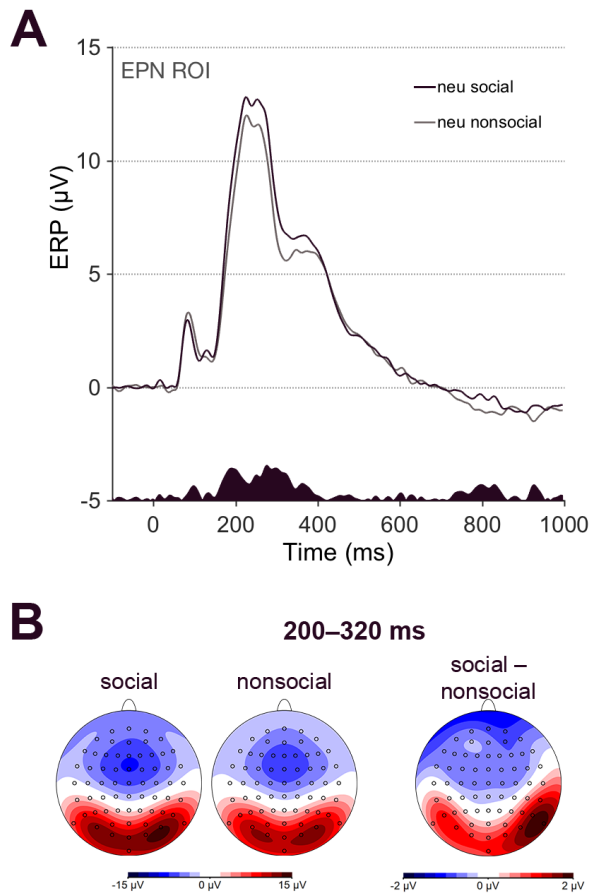 A
EPN ROI
neu social
neu nonsocial
15
10
5
0
-5
ERP (μV)
0 200 400 600 800 1000
Time (ms)
B
200–320 ms
social nonsocial social –
nonsocial
-15 μV 0 μV 15 μV -2 μV 0 μV 2 μV